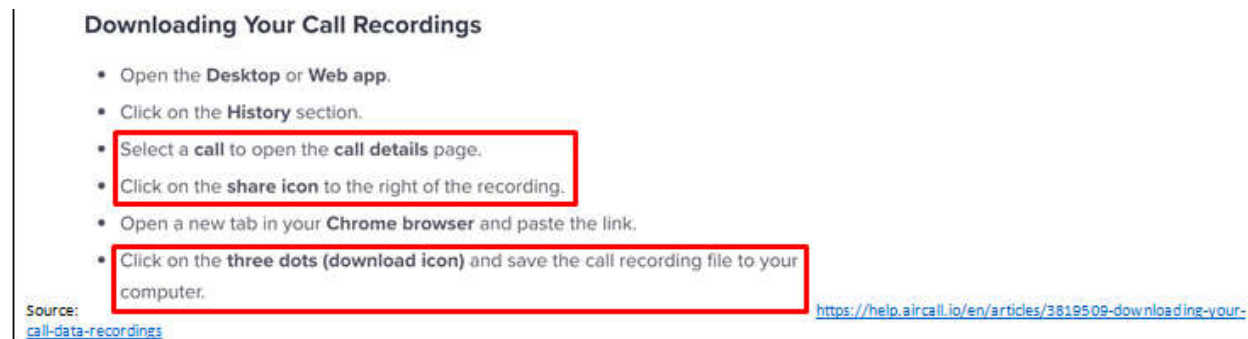 Downloading Your Call Recordings
• Open the Desktop or Web app.
• Click on the History section.
• Select a call to open the call details page.
• Click on the share icon to the right of the recording.
• Open a new tab in your Chrome browser and paste the link.
• Click on the three dots (download icon) and save the call recording file to your
computer.
Source: https://help.aircall.io/en/articles/3819509-downloading-your-
call-data-recordings